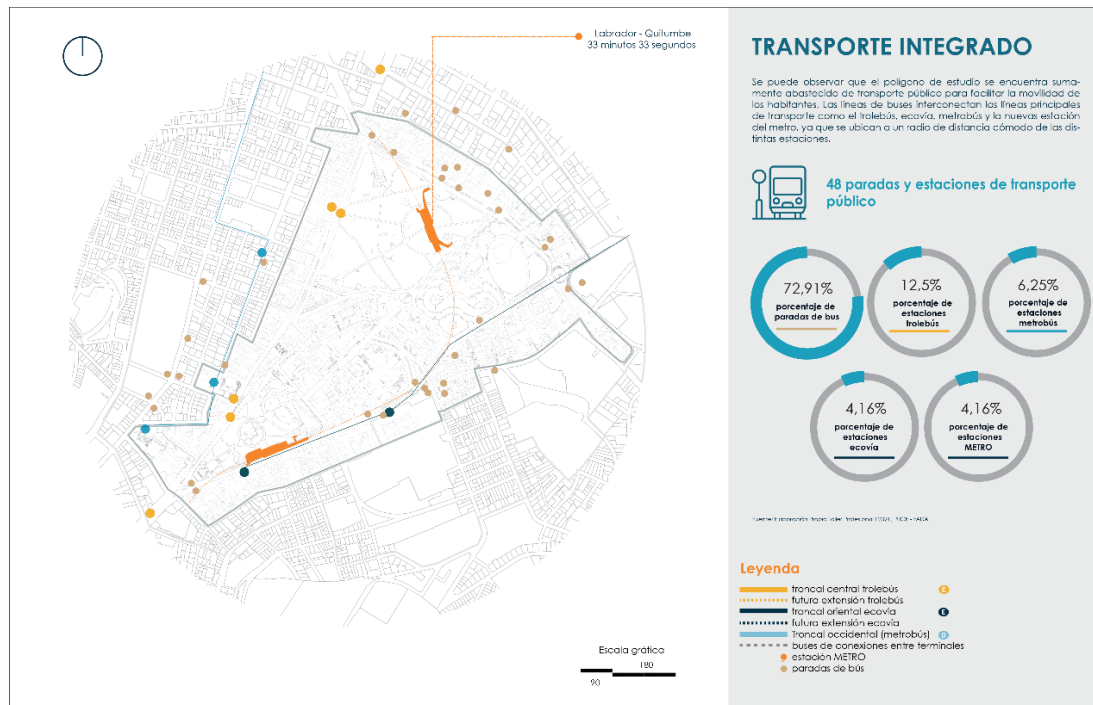 Labrador - Quitumbe
33 minutos 33 segundos
TRANSPORTE INTEGRADO
Se puede observar que el polígono de estudio se encuentra suma-
mente abastecido de transporte público para facilitar la movilidad de
los habitantes. Las líneas de buses interconectan las líneas principales
de transporte como el trolebús, ecovía, metrobús y la nuevas estación
del metro, ya que se ubican a un radio de distancia cómodo de las dis-
tintas estaciones.
48 paradas y estaciones de transporte
público
72,91%
porcentaje de
paradas de bus
12,5%
porcentaje de
estaciones
trolebús
6,25%
porcentaje de
estaciones
metrobús
4,16%
porcentaje de
estaciones
ecovía
4,16%
porcentaje de
estaciones
METRO
Leyenda
troncal central trolebús C
futura extensión trolebús
troncal oriental ecovía E
futura extensión ecovía
Troncal occidental (metrobús) O
buses de conexiones entre terminales
estación METRO
paradas de bús
Escala gráfica
180
90